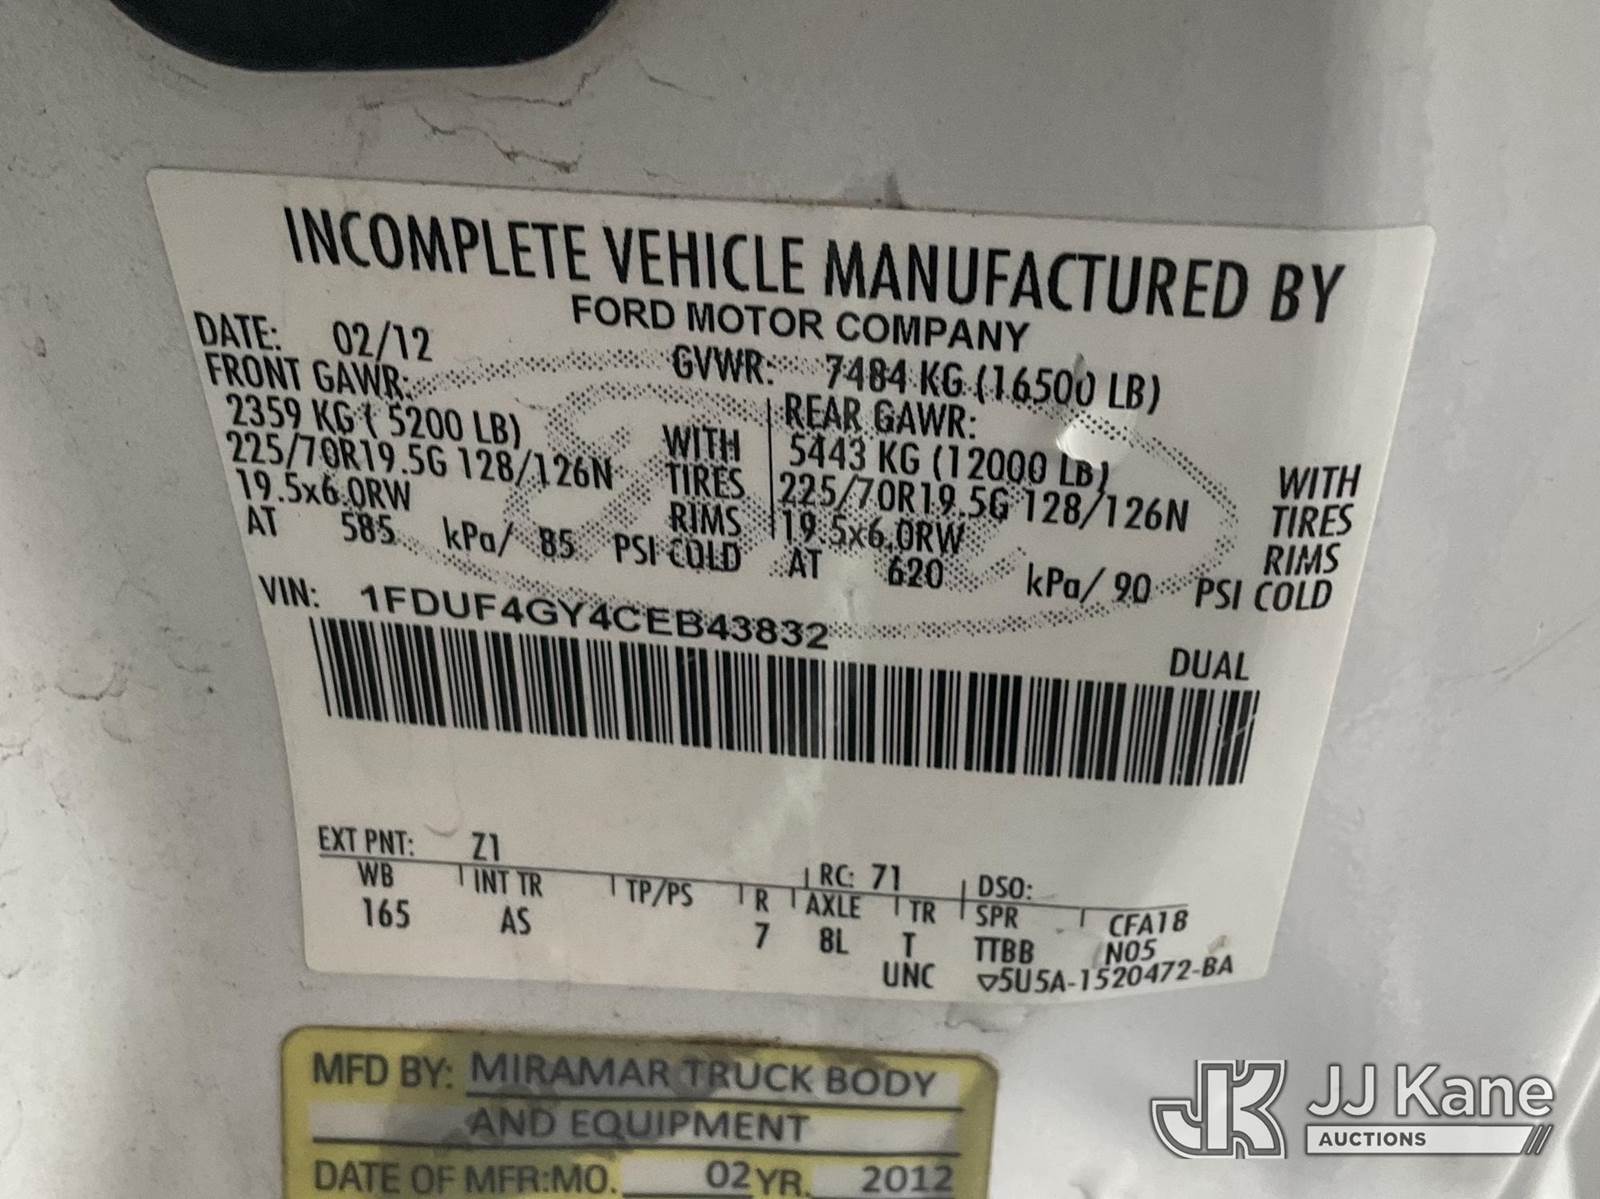 INCOMPLETE VEHICLE MANUFACTURED BY
FORD MOTOR COMPANY
DATE: 02/12 GVWR: 7484 KG (16500 LB)
FRONT GAWR: REAR GAWR:
2359 KG ( 5200 LB) WITH 5443 KG (12000 LB) WITH
225/70R19.5G 128/126N TIRES 225/70R19.5G 128/126N TIRES
19.5x6.0RW RIMS 19.5x6.0RW RIMS
AT 585 kPa/ 85 PSI COLD AT 620 kPa/ 90 PSI COLD
VIN: 1FDUF4GY4CEB43832
DUAL
EXT PNT: Z1 RC: 71 DSO:
WB INT TR TP/PS R AXLE TR SPR CFA18
165 AS 7 8L T TTBB N05
UNC ▽5U5A-1520472-BA
MFD BY: MIRAMAR TRUCK BODY
AND EQUIPMENT
DATE OF MFR:MO. 02 YR. 2012
JK JJ Kane
AUCTIONS